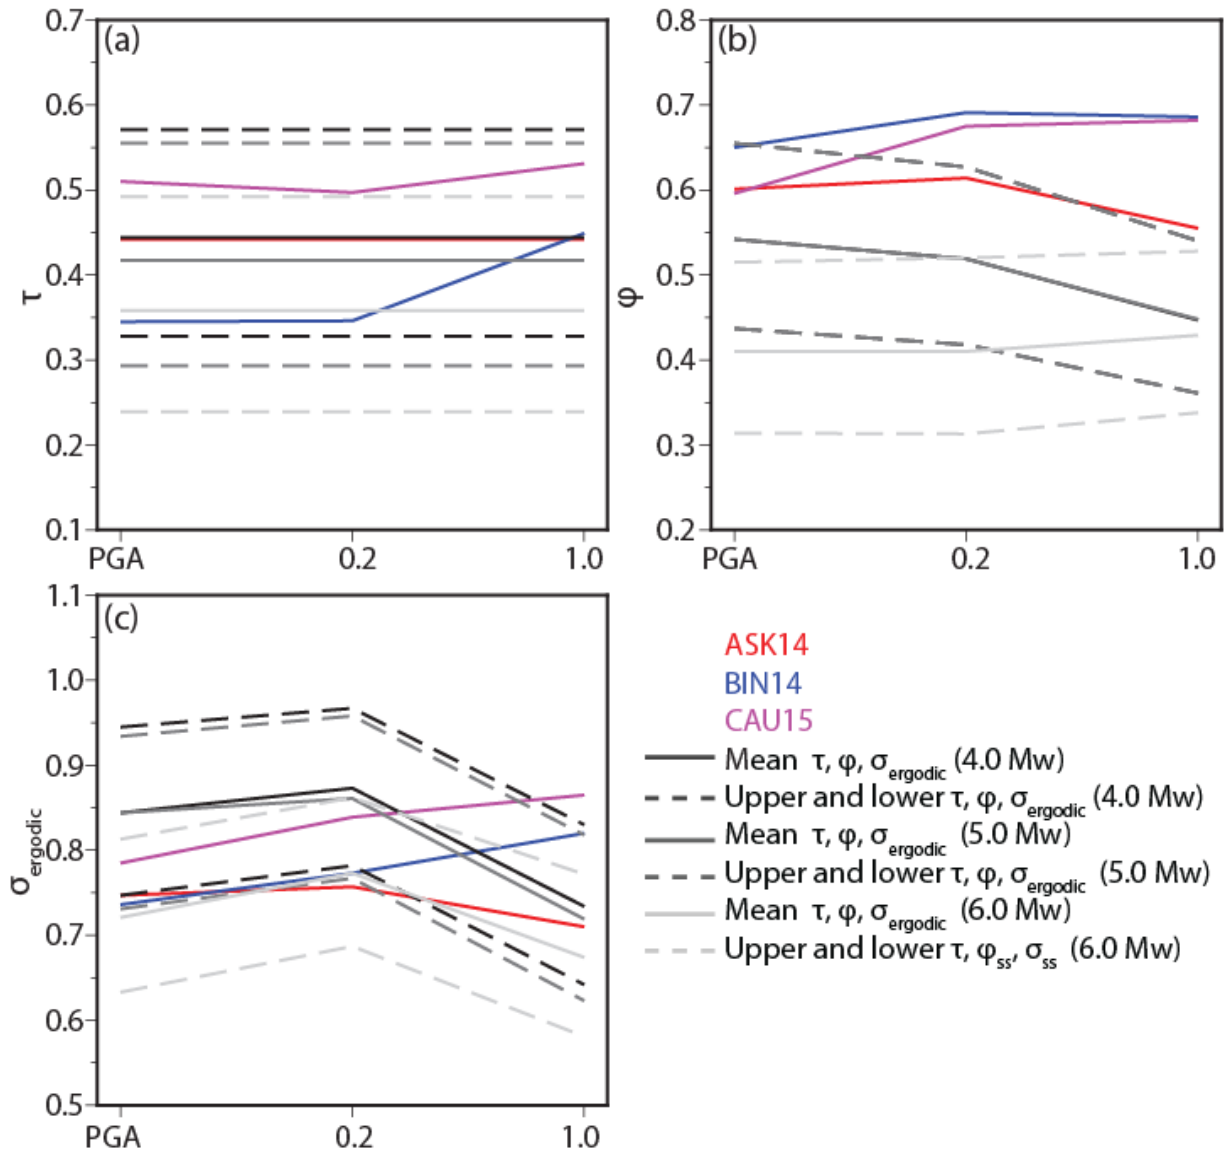 (a)
0.7
0.6
0.5
0.4
0.3
0.2
0.1
τ
PGA 0.2 1.0
(b)
0.8
0.7
0.6
0.5
0.4
0.3
0.2
φ
PGA 0.2 1.0
(c)
1.1
1.0
0.9
0.8
0.7
0.6
0.5
σergodic
PGA 0.2 1.0
ASK14
BIN14
CAU15
Mean τ, φ, σergodic (4.0 Mw)
Upper and lower τ, φ, σergodic (4.0 Mw)
Mean τ, φ, σergodic (5.0 Mw)
Upper and lower τ, φ, σergodic (5.0 Mw)
Mean τ, φ, σergodic (6.0 Mw)
Upper and lower τ, φss, σss (6.0 Mw)